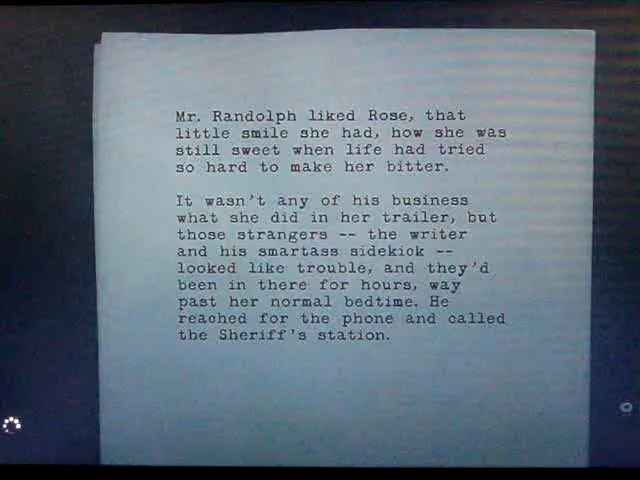 Mr. Randolph liked Rose, that
little smile she had, how she was
still sweet when life had tried
so hard to make her bitter.
It wasn't any of his business
what she did in her trailer, but
those strangers -- the writer
and his smartass sidekick --
looked like trouble, and they'd
been in there for hours, way
past her normal bedtime. He
reached for the phone and called
the Sheriff's station.